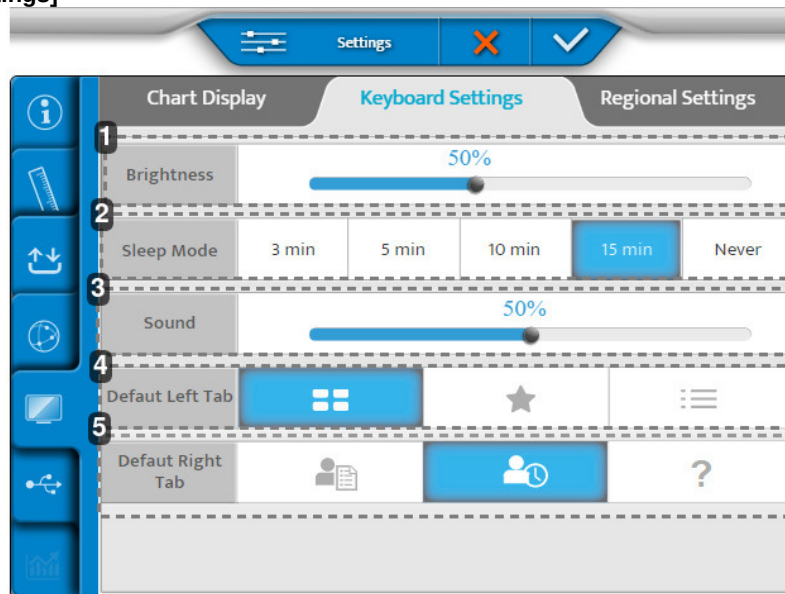 ings]
Settings
Chart Display Keyboard Settings Regional Settings
1
50%
Brightness
2
Sleep Mode 3 min 5 min 10 min 15 min Never
3
50%
Sound
4
Defaut Left Tab
5
Defaut Right
Tab
?